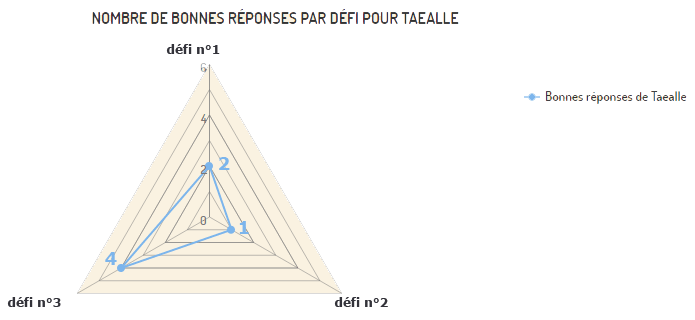 NOMBRE DE BONNES RÉPONSES PAR DÉFI POUR TAEALLE
défi n°1
6
Bonnes réponses de Taealle
4
2
2
0
1
4
défi n°3
défi n°2